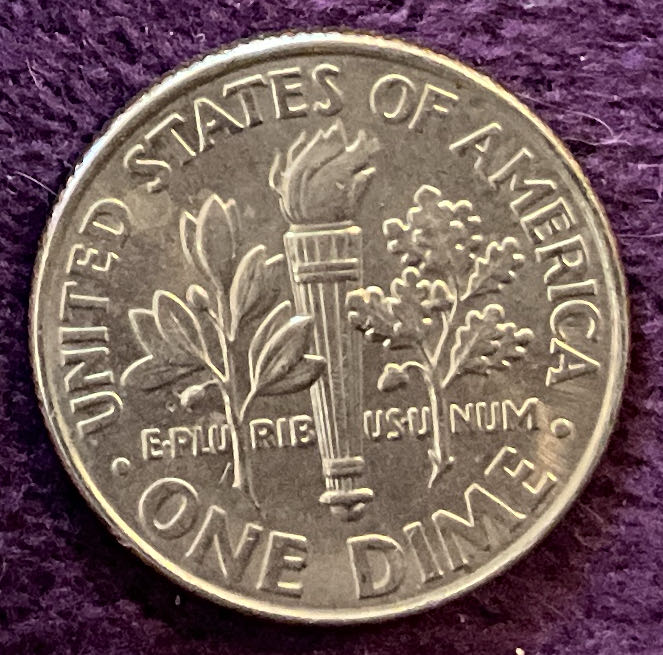 UNITED STATES OF AMERICA
E·PLURIBUS·UNUM
· ONE DIME ·